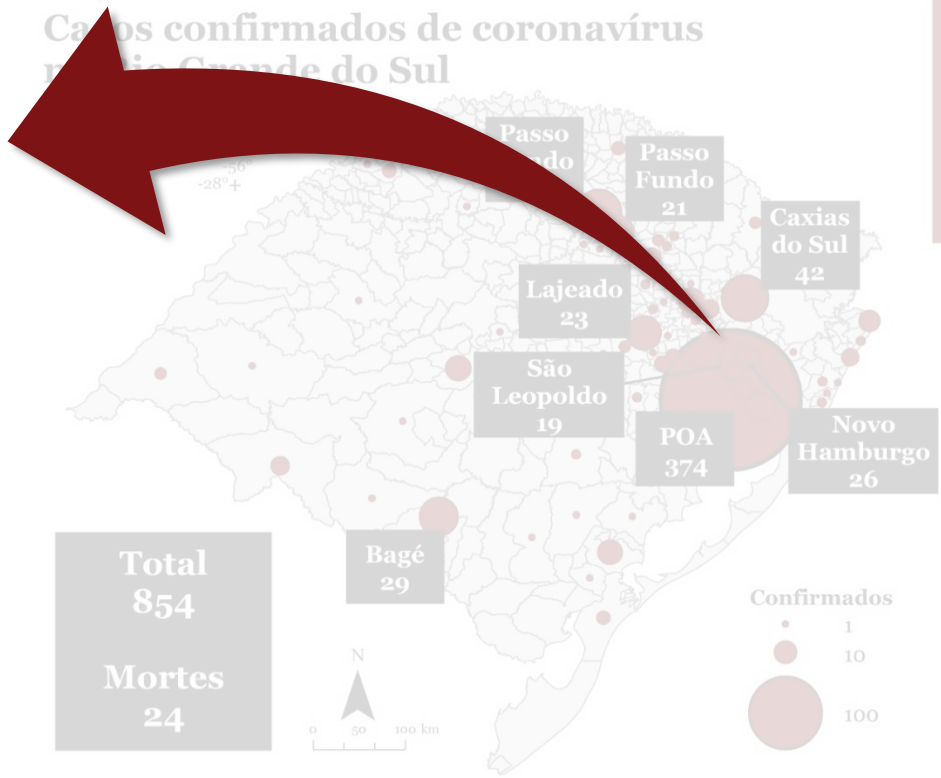 os confirmados de coronavírus
Grande do Sul
-28°
Passo
Passo
Fundo
21
Caxias
do Sul
42
Lajeado
23
São
Leopoldo
19
POA
374
Novo
Hamburgo
26
Bagé
29
Total
854
Mortes
24
N
0 50 100 km
Confirmados
1
10
100